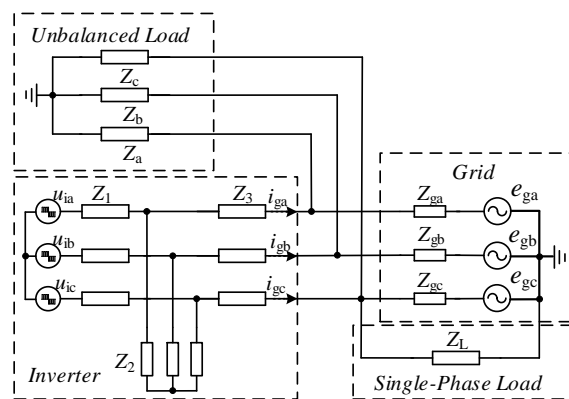 Unbalanced Load
Zc
Zb
Za
uia
Z1
Z3
iga
uib
igb
uic
igc
Z2
Inverter
Grid
Zga
ega
Zgb
egb
Zgc
egc
ZL
Single-Phase Load